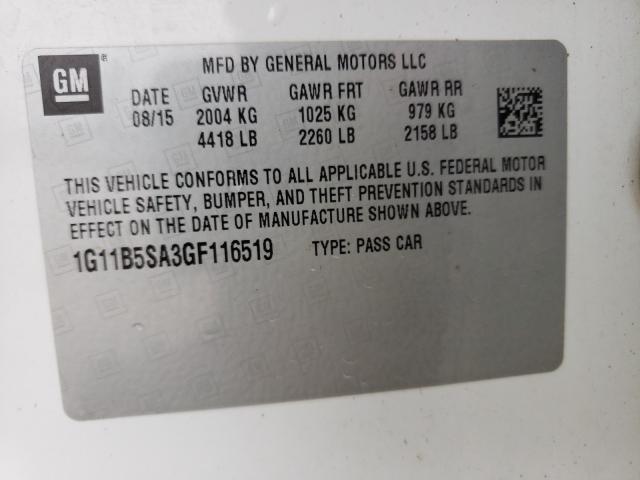 GM
MFD BY GENERAL MOTORS LLC
DATE GVWR GAWR FRT GAWR RR
08/15 2004 KG 1025 KG 979 KG
4418 LB 2260 LB 2158 LB
THIS VEHICLE CONFORMS TO ALL APPLICABLE U.S. FEDERAL MOTOR
VEHICLE SAFETY, BUMPER, AND THEFT PREVENTION STANDARDS IN
EFFECT ON THE DATE OF MANUFACTURE SHOWN ABOVE.
1G11B5SA3GF116519 TYPE: PASS CAR